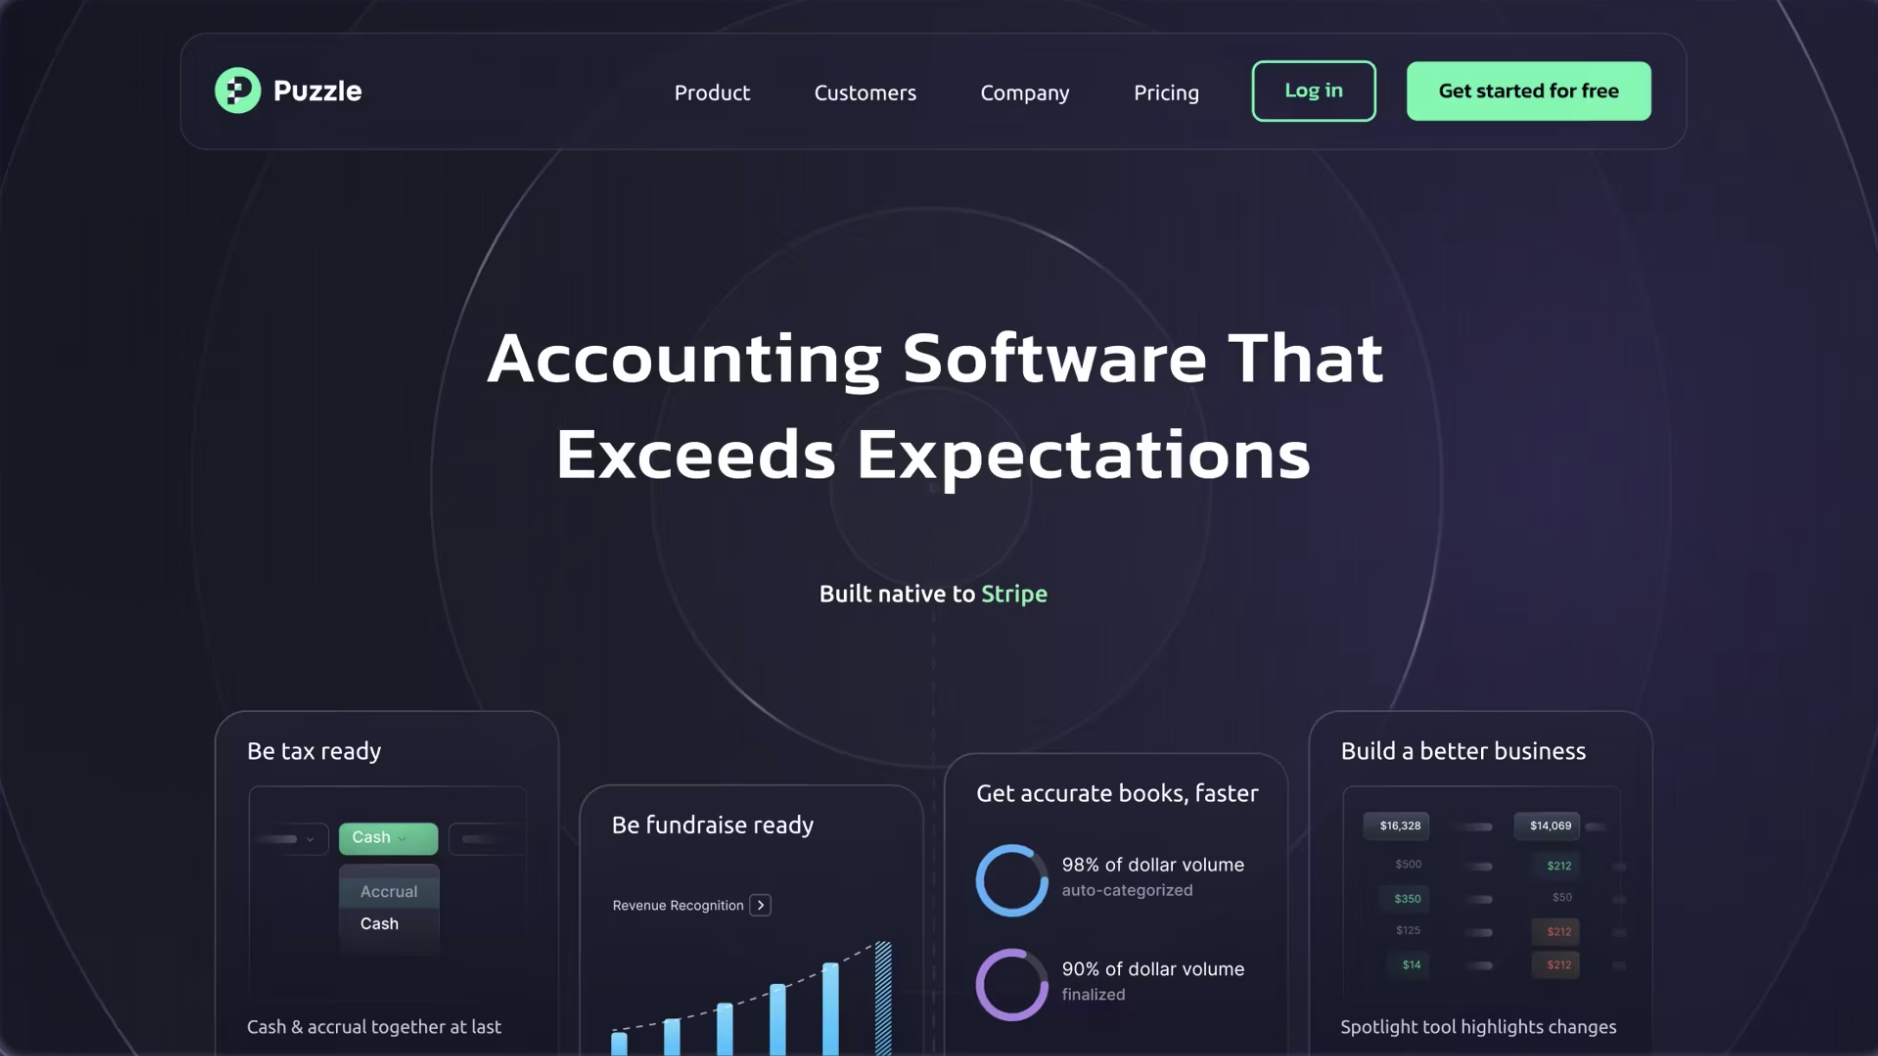 Puzzle
Product
Customers
Company
Pricing
Log in
Get started for free
Accounting Software That
Exceeds Expectations
Built native to Stripe
Be tax ready
Cash
Accrual
Cash
Cash & accrual together at last
Be fundraise ready
Revenue Recognition
Get accurate books, faster
98% of dollar volume
auto-categorized
90% of dollar volume
finalized
Build a better business
$16,328 $14,069
$500 $212
$350 $50
$125 $212
$14 $212
Spotlight tool highlights changes